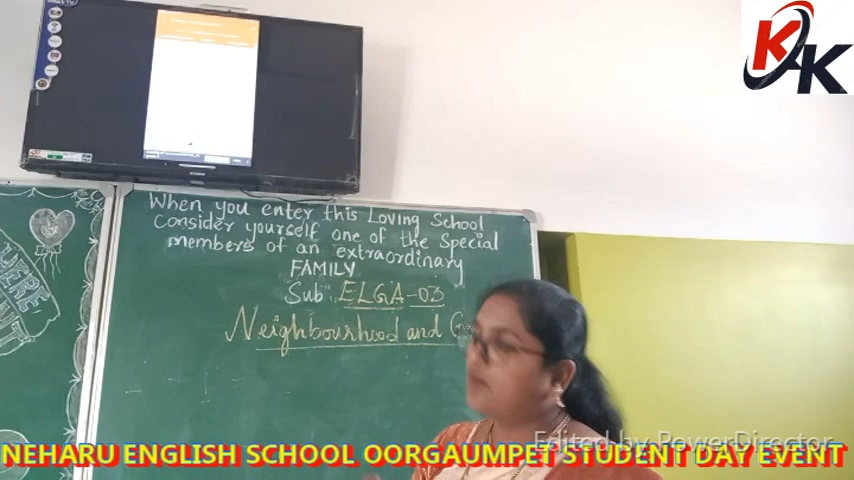 KAK
When you enter this Loving School
Consider yourself one of the Special
members of an extraordinary
FAMILY
Sub: ELGA-03
Neighbourhood and
Edited by PowerDirector
NEHARU ENGLISH SCHOOL OORGAUMPET STUDENT DAY EVENT